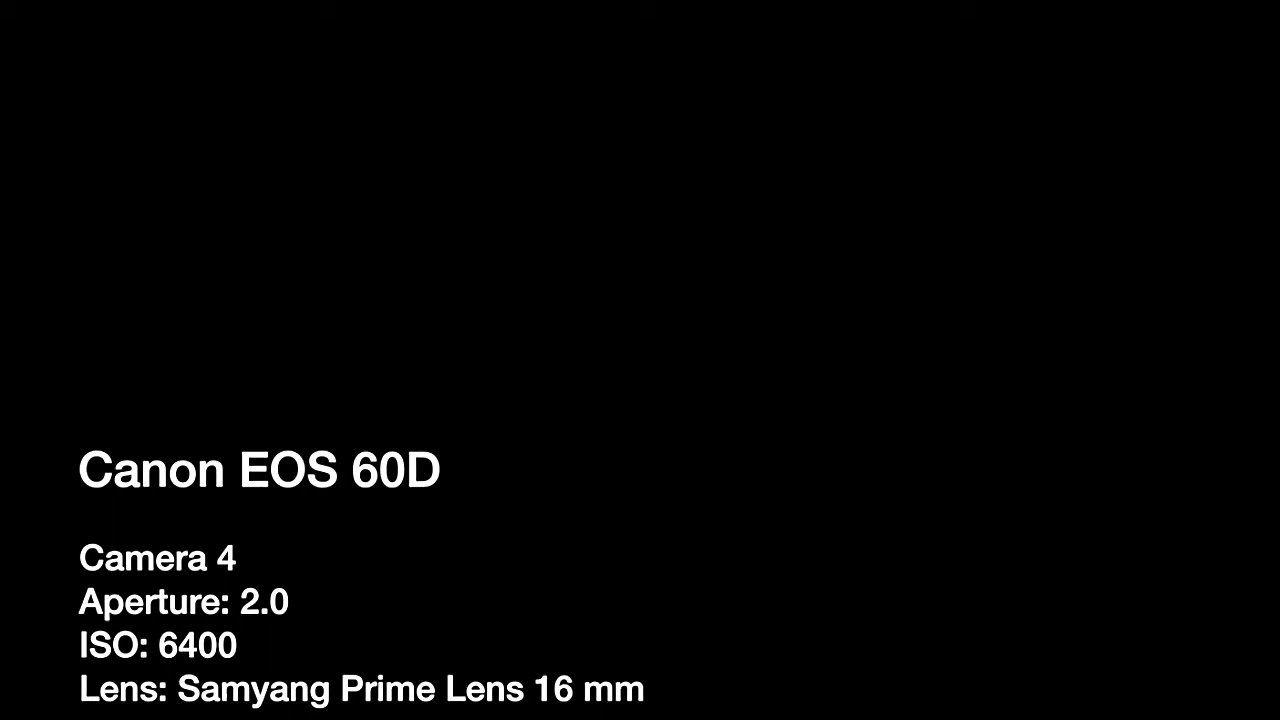 Canon EOS 60D
Camera 4
Aperture: 2.0
ISO: 6400
Lens: Samyang Prime Lens 16 mm